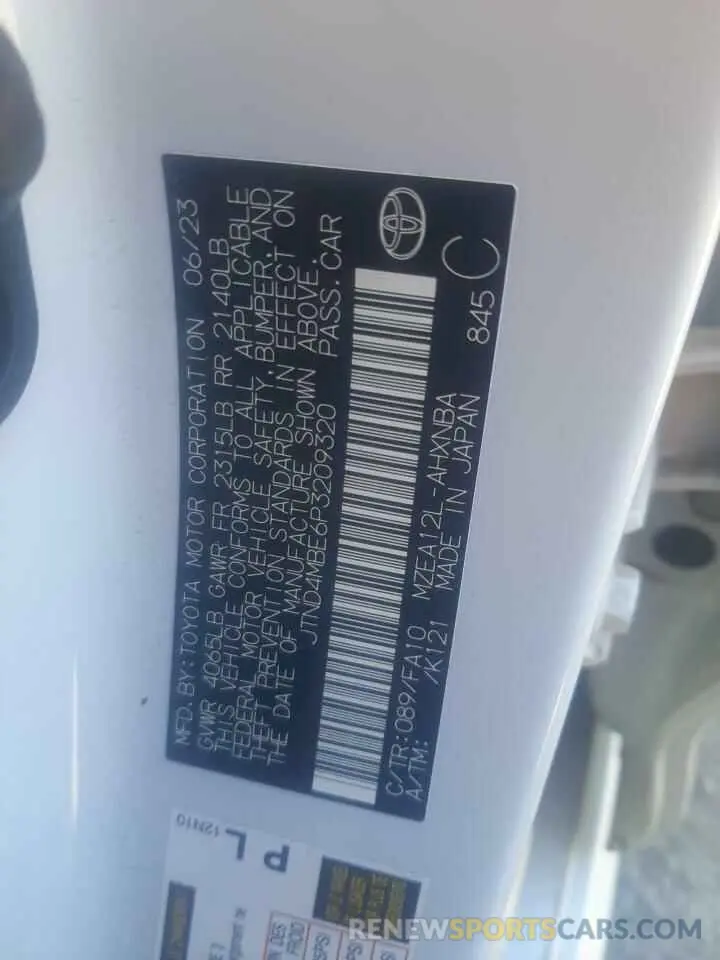 MFD. BY: TOYOTA MOTOR CORPORATION 06/23
GVWR 4065LB GAWR FR 2315LB RR 2140LB
THIS VEHICLE CONFORMS TO ALL APPLICABLE
FEDERAL MOTOR VEHICLE SAFETY, BUMPER, AND
THEFT PREVENTION STANDARDS IN EFFECT ON
THE DATE OF MANUFACTURE SHOWN ABOVE.
JTND4MBE6P3209320 PASS. CAR
C/TR: 089/FA10 MZEA12L-AHXNBA
A/TM: /K121 MADE IN JAPAN 845 C
P L
12N10
RENEWSPORTSCARS.COM